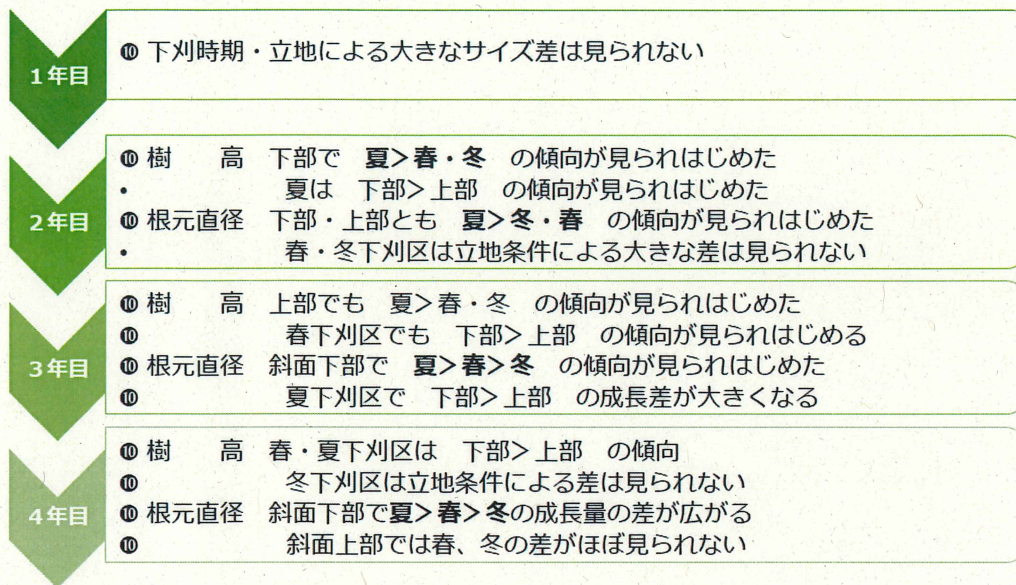 1年目
❿ 下刈時期・立地による大きなサイズ差は見られない
2年目
❿ 樹　　高　下部で　夏＞春・冬　の傾向が見られはじめた
•　　　　　　　夏は　下部＞上部　の傾向が見られはじめた
❿ 根元直径　下部・上部とも　夏＞冬・春　の傾向が見られはじめた
•　　　　　　　春・冬下刈区は立地条件による大きな差は見られない
3年目
❿ 樹　　高　上部でも　夏＞春・冬　の傾向が見られはじめた
❿　　　　　　　春下刈区でも　下部＞上部　の傾向が見られはじめる
❿ 根元直径　斜面下部で　夏＞春＞冬　の傾向が見られはじめた
❿　　　　　　　夏下刈区で　下部＞上部　の成長差が大きくなる
4年目
❿ 樹　　高　春・夏下刈区は　下部＞上部　の傾向
❿　　　　　　　冬下刈区は立地条件による差は見られない
❿ 根元直径　斜面下部で夏＞春＞冬の成長量の差が広がる
❿　　　　　　　斜面上部では春、冬の差がほぼ見られない